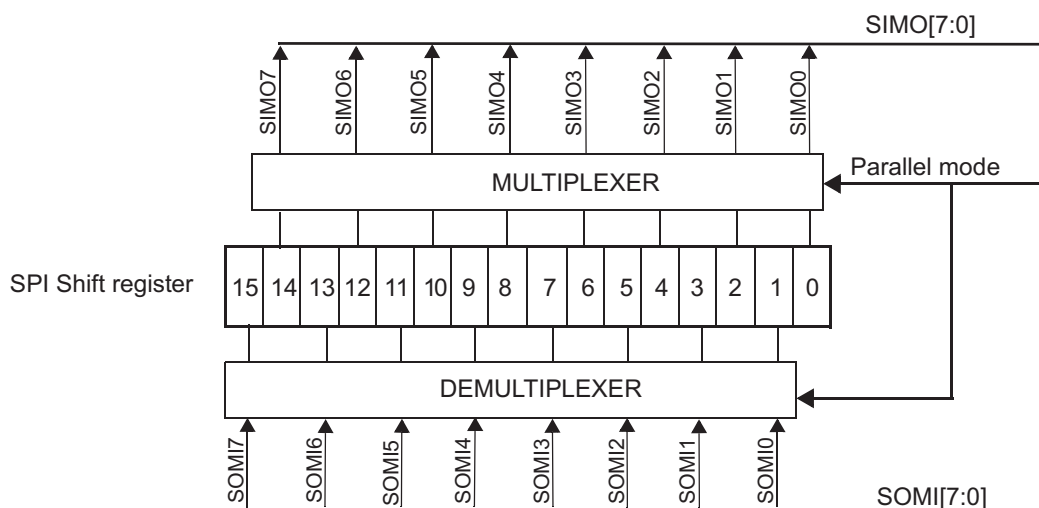 SIMO[7:0]
SIMO7 SIMO6 SIMO5 SIMO4 SIMO3 SIMO2 SIMO1 SIMO0
MULTIPLEXER
Parallel mode
SPI Shift register
15 14 13 12 11 10 9 8 7 6 5 4 3 2 1 0
DEMULTIPLEXER
SOMI7 SOMI6 SOMI5 SOMI4 SOMI3 SOMI2 SOMI1 SOMI0
SOMI[7:0]